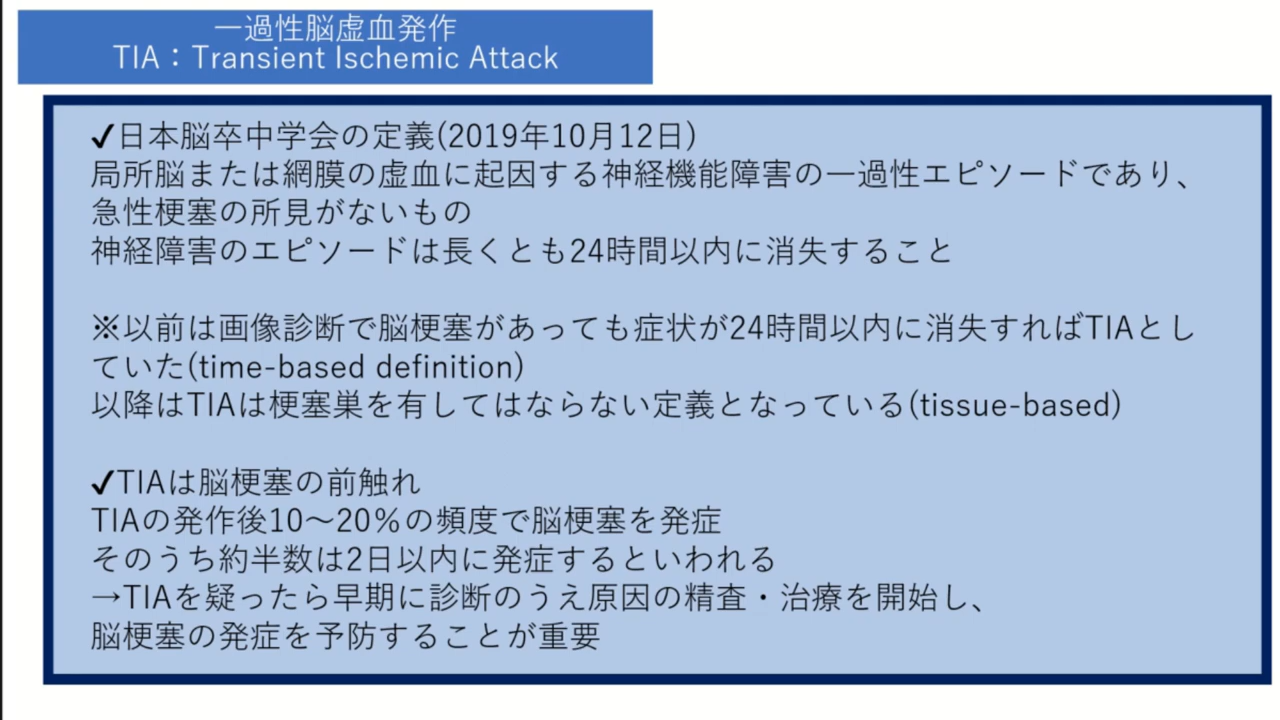 一過性脳虚血発作
TIA：Transient Ischemic Attack
✓日本脳卒中学会の定義(2019年10月12日)
局所脳または網膜の虚血に起因する神経機能障害の一過性エピソードであり、
急性梗塞の所見がないもの
神経障害のエピソードは長くとも24時間以内に消失すること
※以前は画像診断で脳梗塞があっても症状が24時間以内に消失すればTIAとし
ていた(time-based definition)
以降はTIAは梗塞巣を有してはならない定義となっている(tissue-based)
✓TIAは脳梗塞の前触れ
TIAの発作後10～20％の頻度で脳梗塞を発症
そのうち約半数は2日以内に発症するといわれる
→TIAを疑ったら早期に診断のうえ原因の精査・治療を開始し、
脳梗塞の発症を予防することが重要